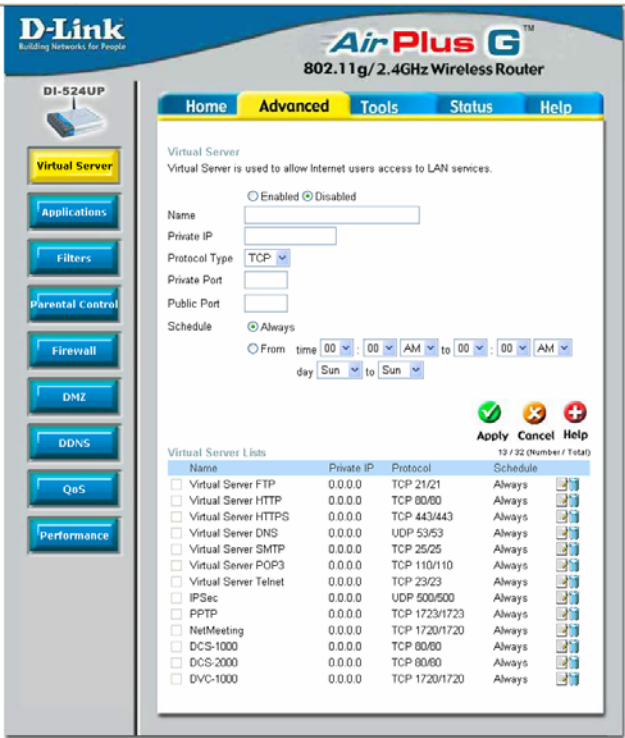 D-Link
Building Networks for People
Air Plus G TM
802.11g/2.4GHz Wireless Router
DI-524UP
Home Advanced Tools Status Help
Virtual Server
Applications
Filters
Parental Control
Firewall
DMZ
DDNS
QoS
Performance
Virtual Server
Virtual Server is used to allow Internet users access to LAN services.
Enabled Disabled
Name
Private IP
Protocol Type TCP
Private Port
Public Port
Schedule Always
From time 00 : 00 AM to 00 : 00 AM
day Sun to Sun
Apply Cancel Help
Virtual Server Lists 13 / 32 (Number / Total)
Name Private IP Protocol Schedule
Virtual Server FTP 0.0.0.0 TCP 21/21 Always
Virtual Server HTTP 0.0.0.0 TCP 80/80 Always
Virtual Server HTTPS 0.0.0.0 TCP 443/443 Always
Virtual Server DNS 0.0.0.0 UDP 53/53 Always
Virtual Server SMTP 0.0.0.0 TCP 25/25 Always
Virtual Server POP3 0.0.0.0 TCP 110/110 Always
Virtual Server Telnet 0.0.0.0 TCP 23/23 Always
IPSec 0.0.0.0 UDP 500/500 Always
PPTP 0.0.0.0 TCP 1723/1723 Always
NetMeeting 0.0.0.0 TCP 1720/1720 Always
DCS-1000 0.0.0.0 TCP 80/80 Always
DCS-2000 0.0.0.0 TCP 80/80 Always
DVC-1000 0.0.0.0 TCP 1720/1720 Always